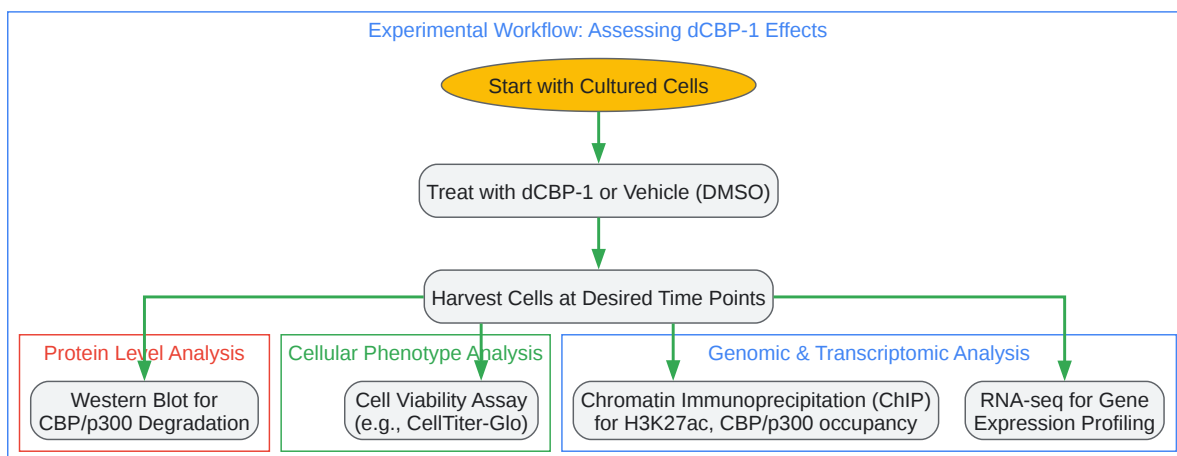 Experimental Workflow: Assessing dCBP-1 Effects
Start with Cultured Cells
Treat with dCBP-1 or Vehicle (DMSO)
Harvest Cells at Desired Time Points
Protein Level Analysis
Western Blot for
CBP/p300 Degradation
Cellular Phenotype Analysis
Cell Viability Assay
(e.g., CellTiter-Glo)
Genomic & Transcriptomic Analysis
Chromatin Immunoprecipitation (ChIP)
for H3K27ac, CBP/p300 occupancy
RNA-seq for Gene
Expression Profiling